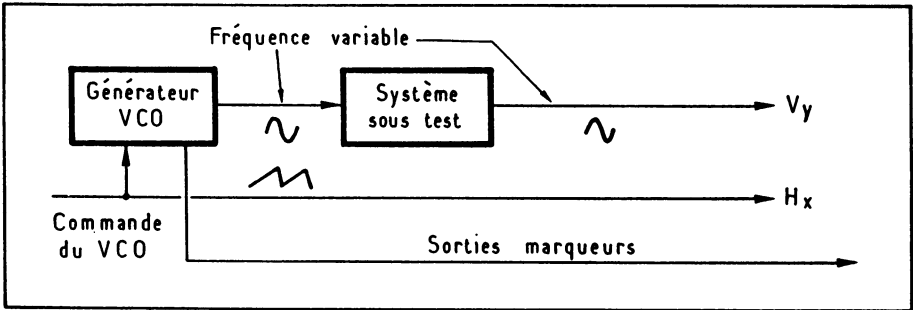 Fréquence variable
Générateur
VCO
Système
sous test
Vy
Hx
Commande
du VCO
Sorties marqueurs